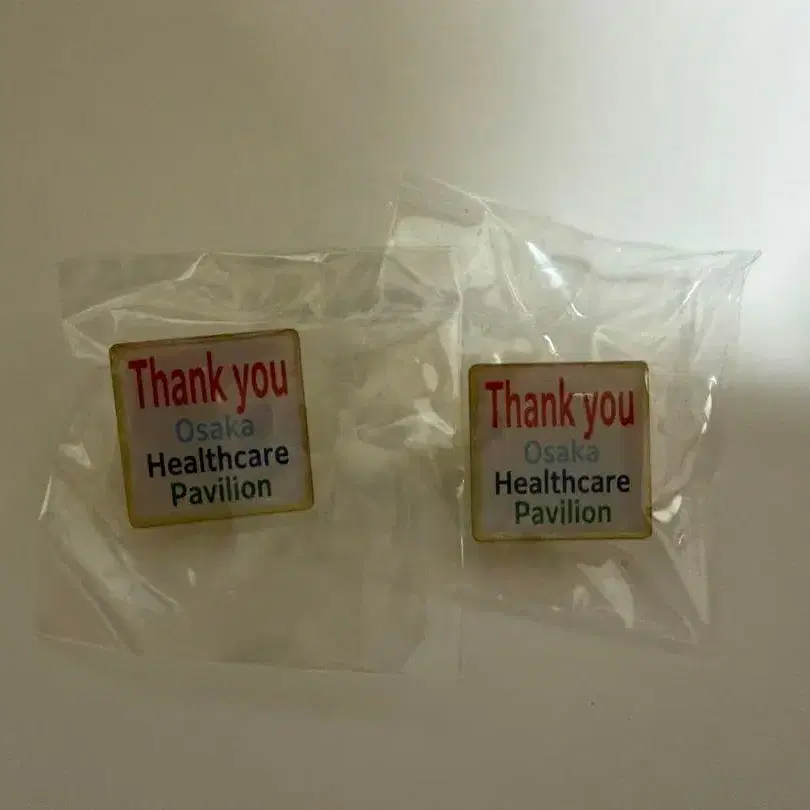 Thank you
Osaka
Healthcare
Pavilion
Thank you
Osaka
Healthcare
Pavilion